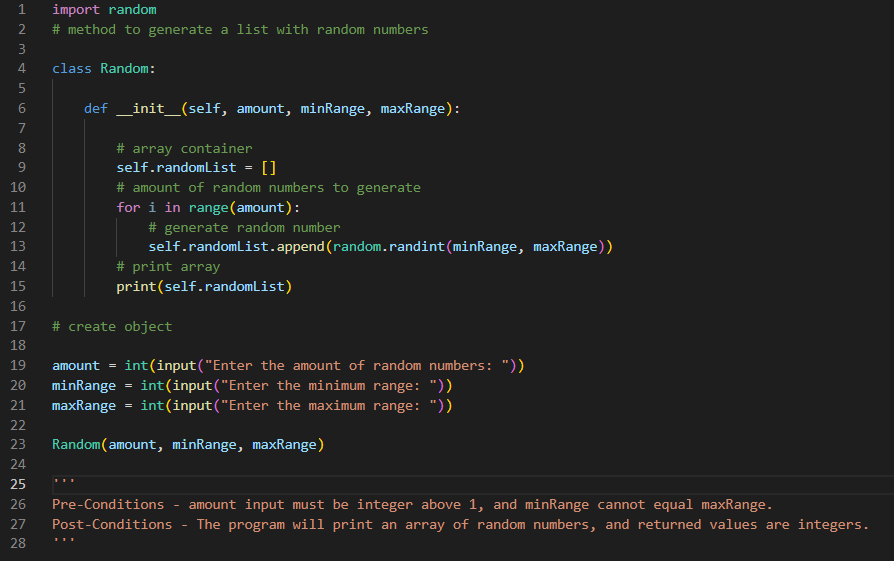 1 import random
2 # method to generate a list with random numbers
3
4 class Random:
5
6     def __init__(self, amount, minRange, maxRange):
7
8         # array container
9         self.randomList = []
10         # amount of random numbers to generate
11         for i in range(amount):
12             # generate random number
13             self.randomList.append(random.randint(minRange, maxRange))
14         # print array
15         print(self.randomList)
16
17 # create object
18
19 amount = int(input("Enter the amount of random numbers: "))
20 minRange = int(input("Enter the minimum range: "))
21 maxRange = int(input("Enter the maximum range: "))
22
23 Random(amount, minRange, maxRange)
24
25 '''
26 Pre-Conditions - amount input must be integer above 1, and minRange cannot equal maxRange.
27 Post-Conditions - The program will print an array of random numbers, and returned values are integers.
28 '''